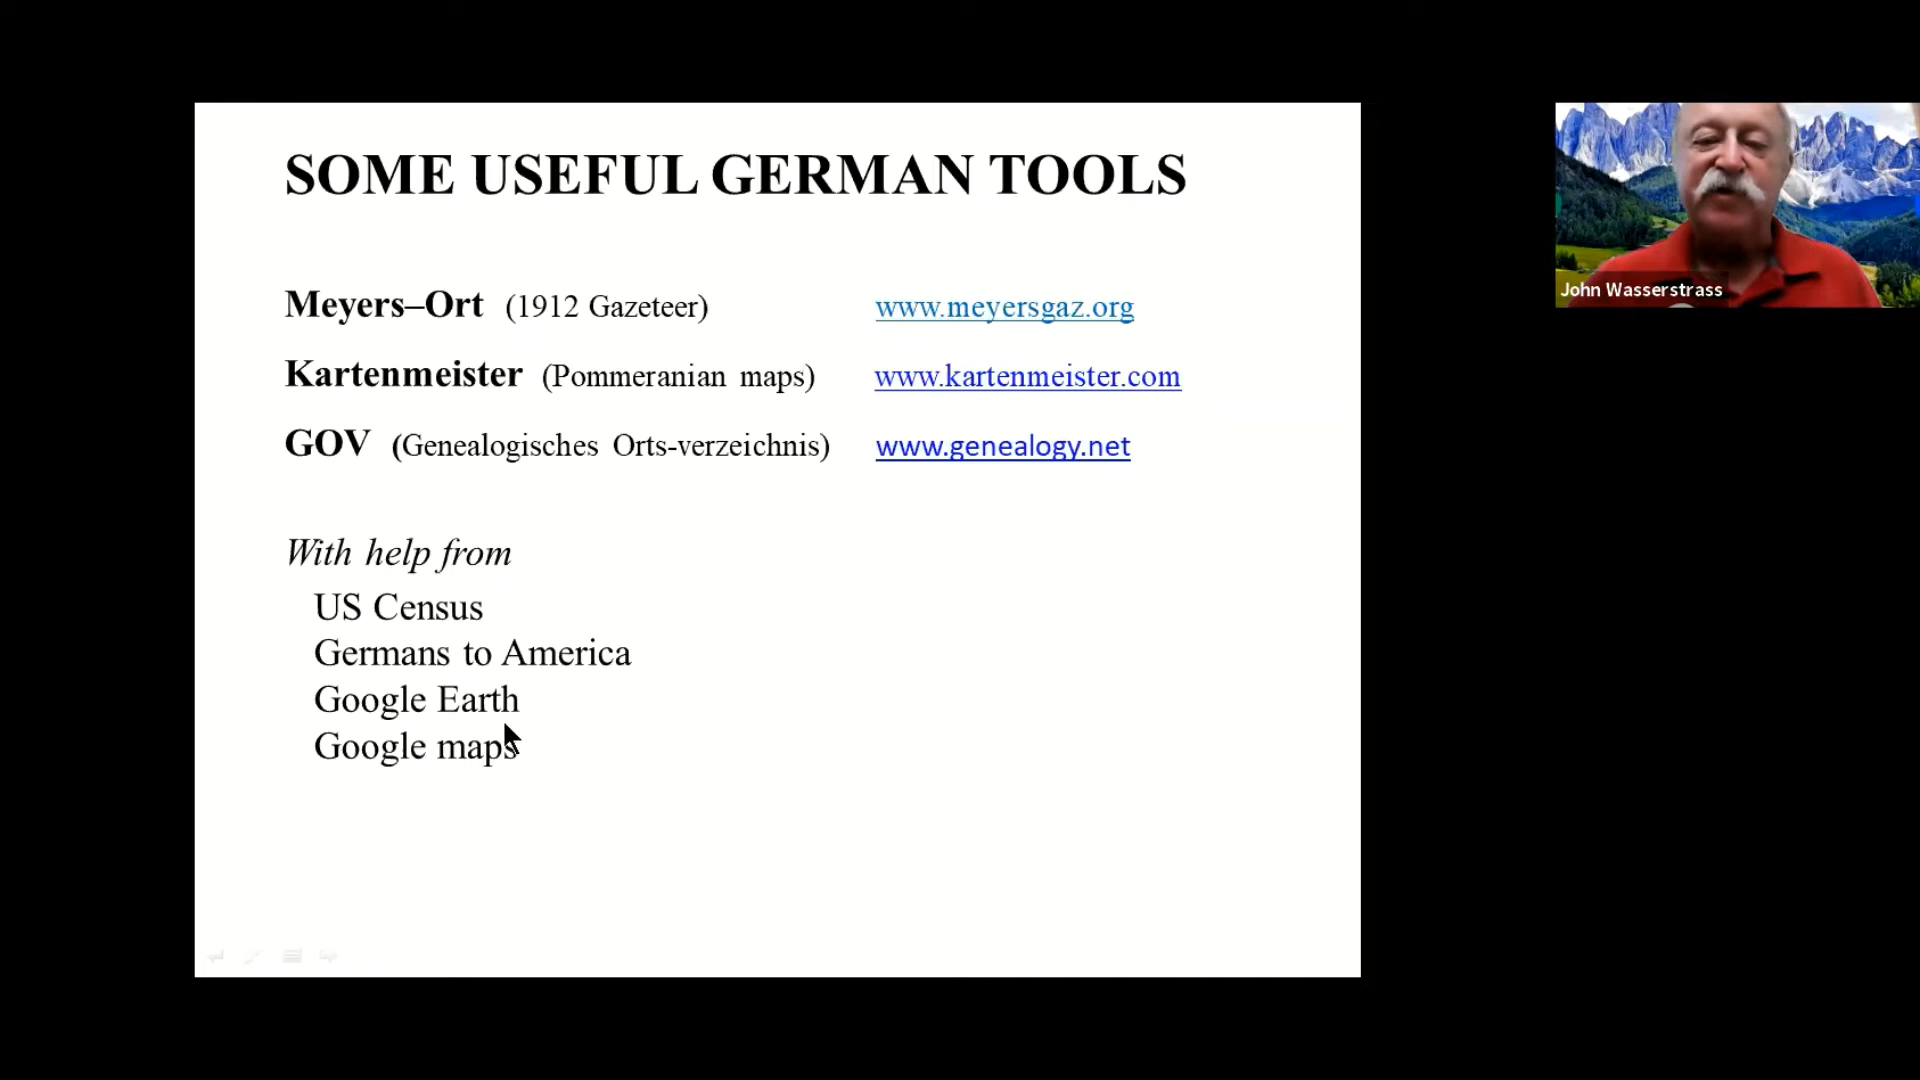 SOME USEFUL GERMAN TOOLS
Meyers–Ort (1912 Gazeteer) www.meyersgaz.org
Kartenmeister (Pommeranian maps) www.kartenmeister.com
GOV (Genealogisches Orts-verzeichnis) www.genealogy.net
With help from
US Census
Germans to America
Google Earth
Google maps
John Wasserstrass